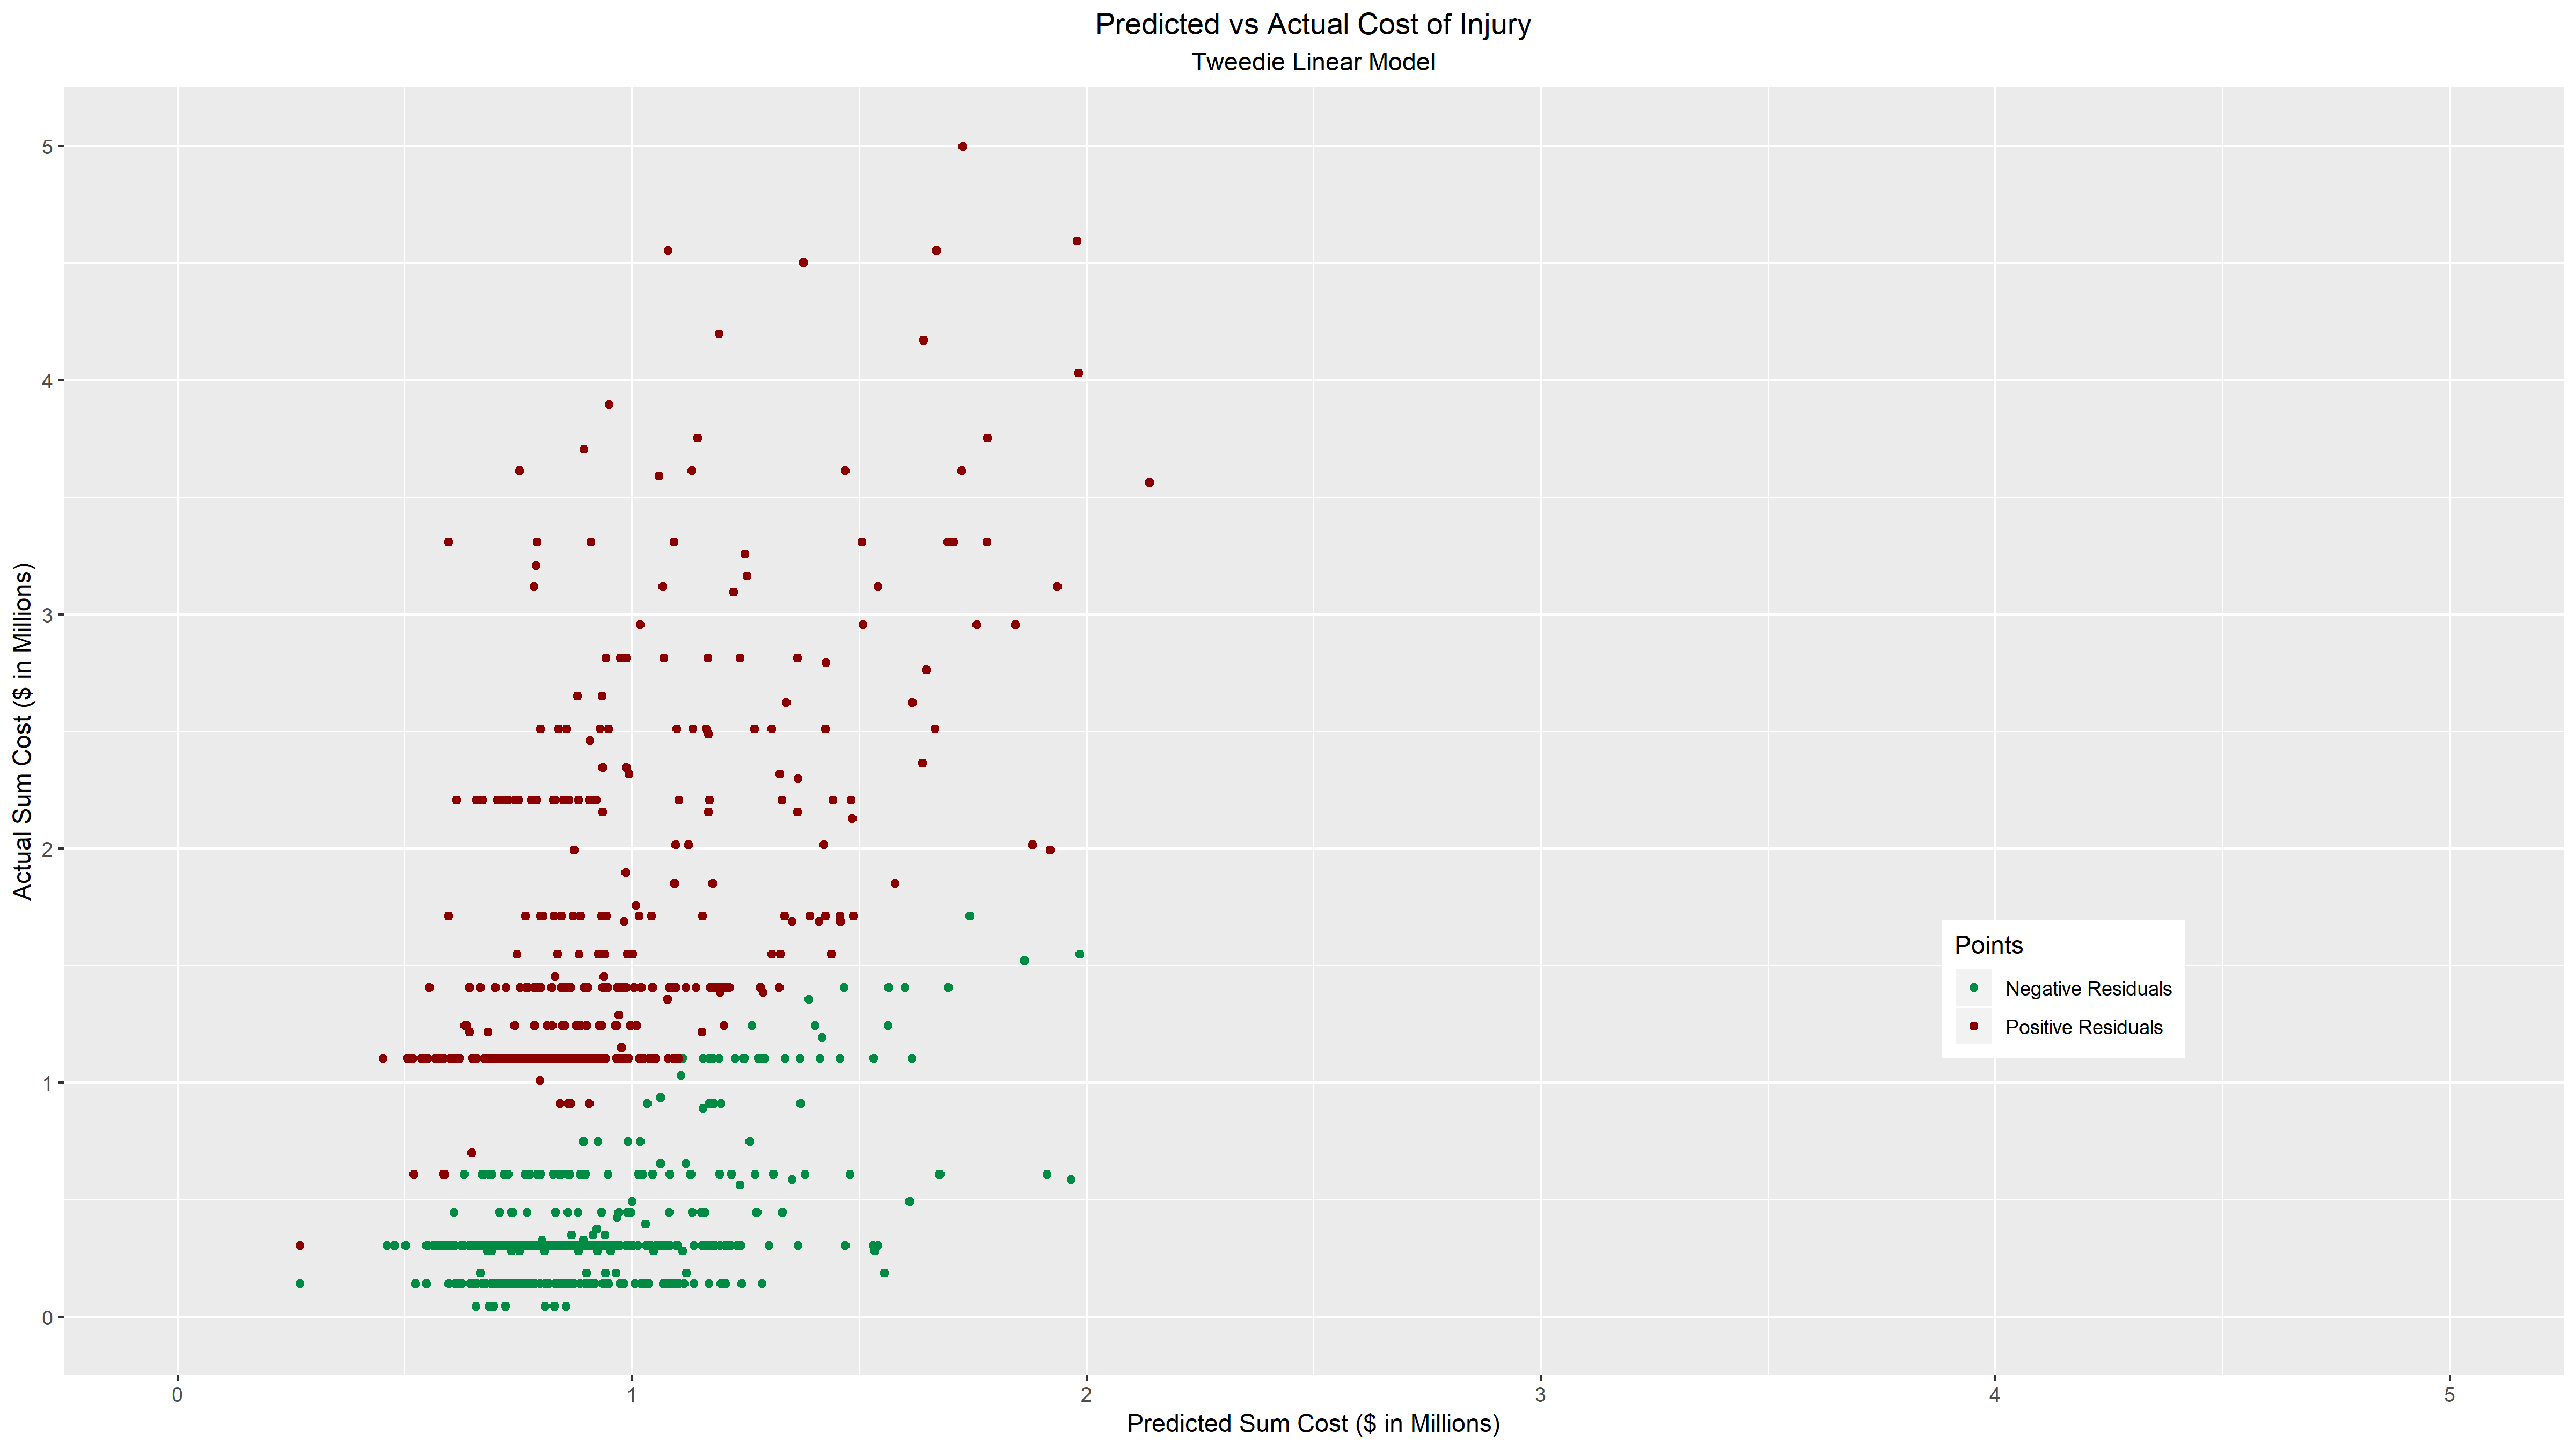 Predicted vs Actual Cost of Injury
Tweedie Linear Model
Actual Sum Cost ($ in Millions)
5
4
3
2
1
0
Points
Negative Residuals
Positive Residuals
0 1 2 3 4 5
Predicted Sum Cost ($ in Millions)